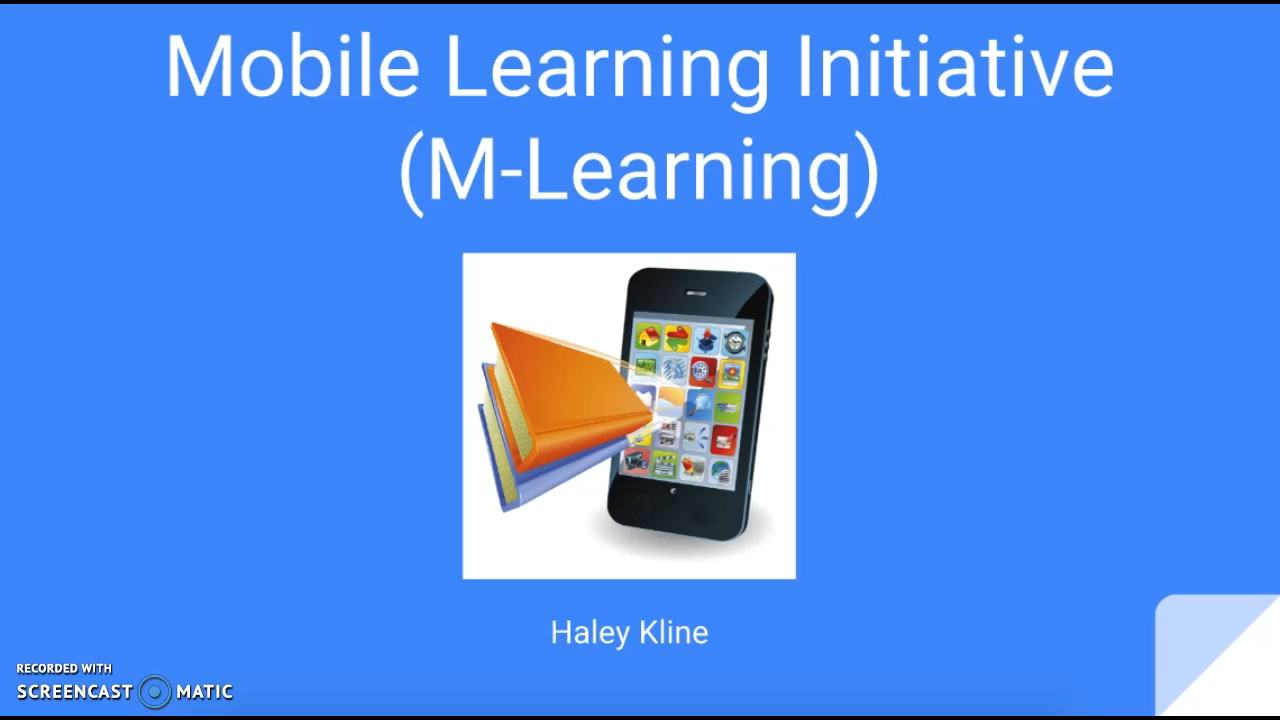 Mobile Learning Initiative
(M-Learning)
Haley Kline
RECORDED WITH
SCREENCAST MATIC